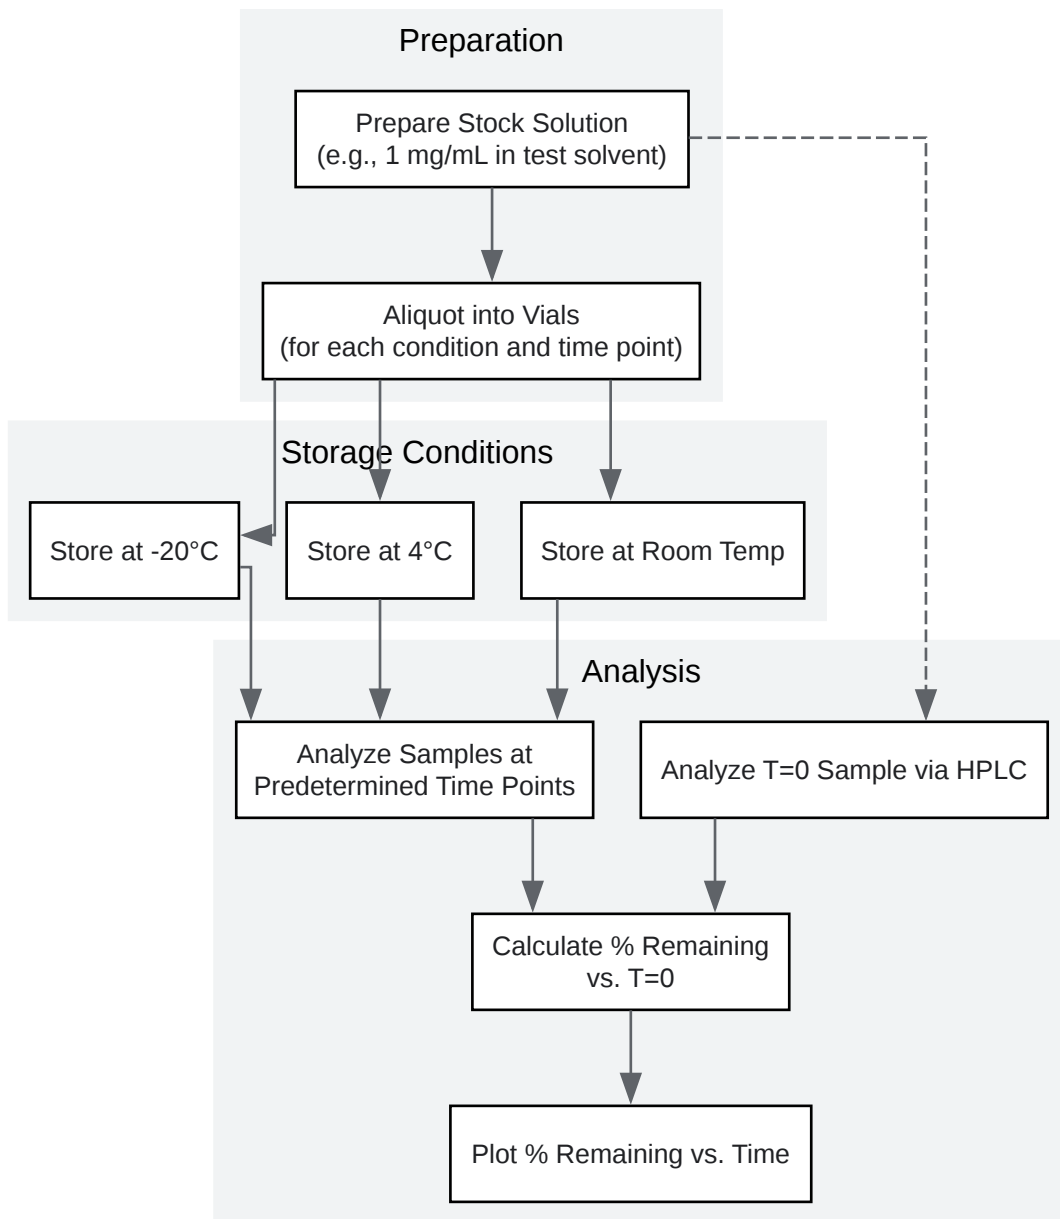 Preparation
Prepare Stock Solution
(e.g., 1 mg/mL in test solvent)
Aliquot into Vials
(for each condition and time point)
Storage Conditions
Store at -20°C
Store at 4°C
Store at Room Temp
Analysis
Analyze Samples at
Predetermined Time Points
Analyze T=0 Sample via HPLC
Calculate % Remaining
vs. T=0
Plot % Remaining vs. Time